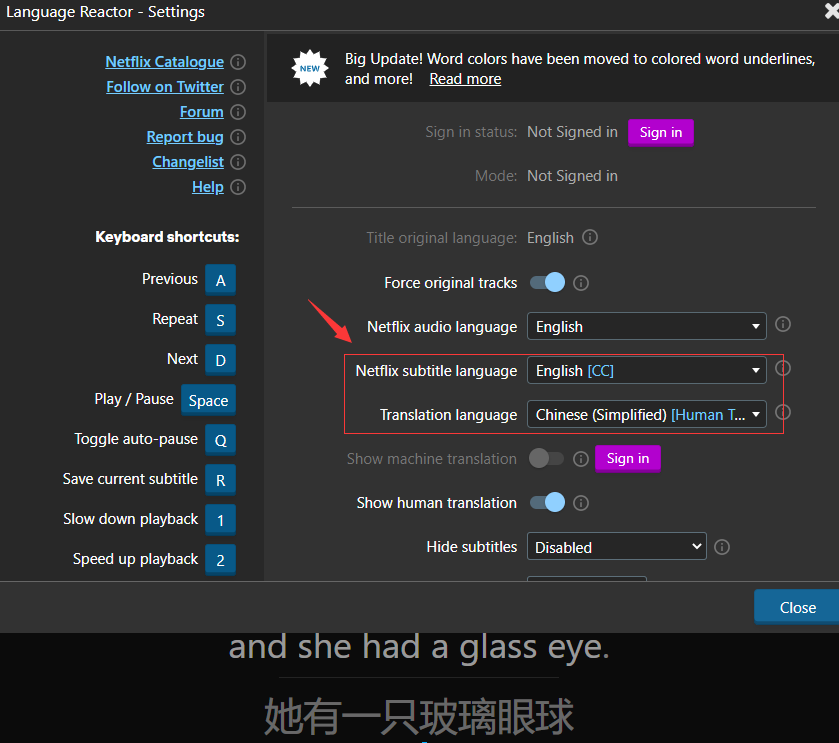 Language Reactor - Settings
Netflix Catalogue
Follow on Twitter
Forum
Report bug
Changelist
Help
Keyboard shortcuts:
Previous A
Repeat S
Next D
Play / Pause Space
Toggle auto-pause Q
Save current subtitle R
Slow down playback 1
Speed up playback 2
NEW
Big Update! Word colors have been moved to colored word underlines,
and more! Read more
Sign in status: Not Signed in Sign in
Mode: Not Signed in
Title original language: English
Force original tracks
Netflix audio language English
Netflix subtitle language English [CC]
Translation language Chinese (Simplified) [Human T...
Show machine translation Sign in
Show human translation
Hide subtitles Disabled
Close
and she had a glass eye.
她有一只玻璃眼球